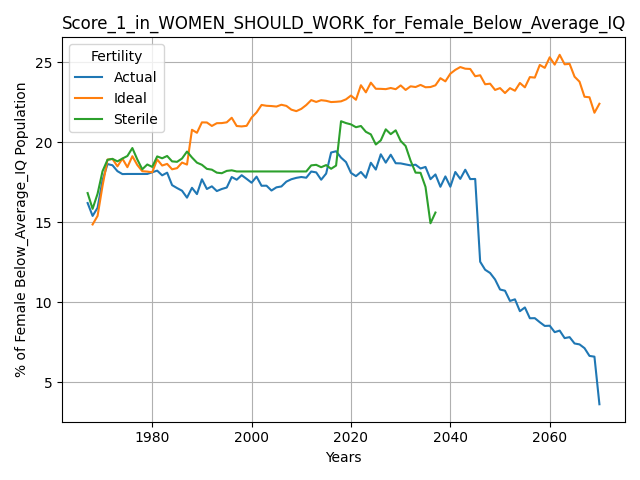 Score_1_in_WOMEN_SHOULD_WORK_for_Female_Below_Average_IQ
Fertility
Actual
Ideal
Sterile
% of Female Below_Average_IQ Population
25
20
15
10
5
1980
2000
2020
2040
2060
Years